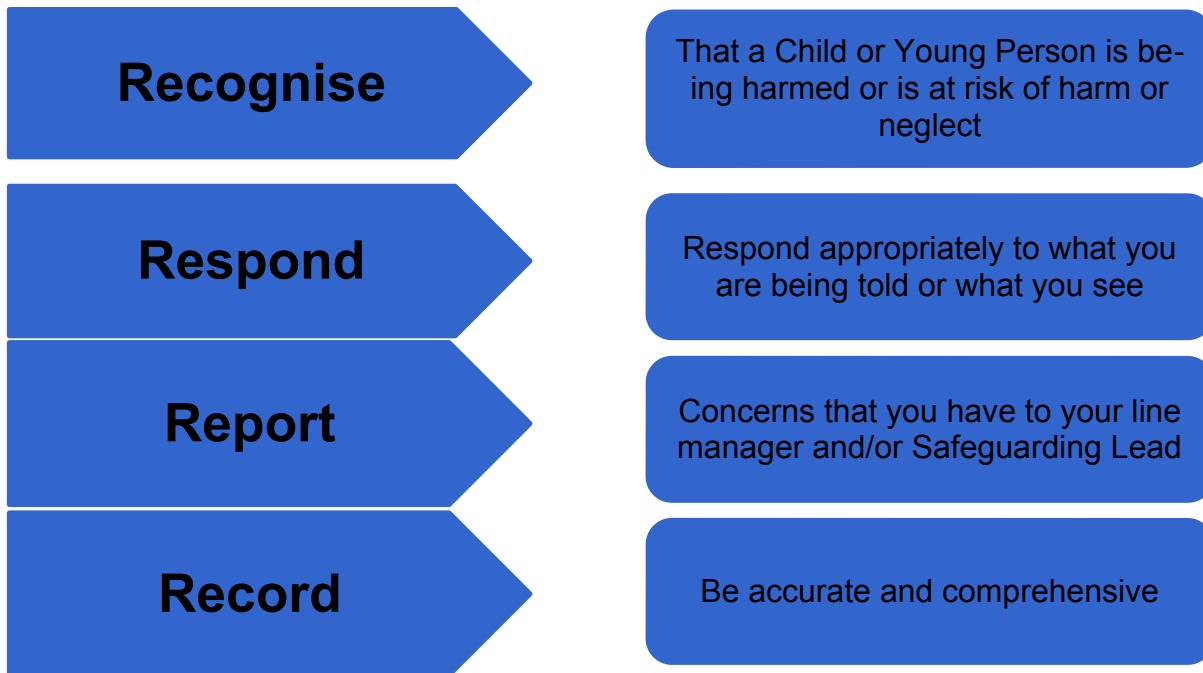 Recognise
That a Child or Young Person is be-
ing harmed or is at risk of harm or
neglect
Respond
Respond appropriately to what you
are being told or what you see
Report
Concerns that you have to your line
manager and/or Safeguarding Lead
Record
Be accurate and comprehensive